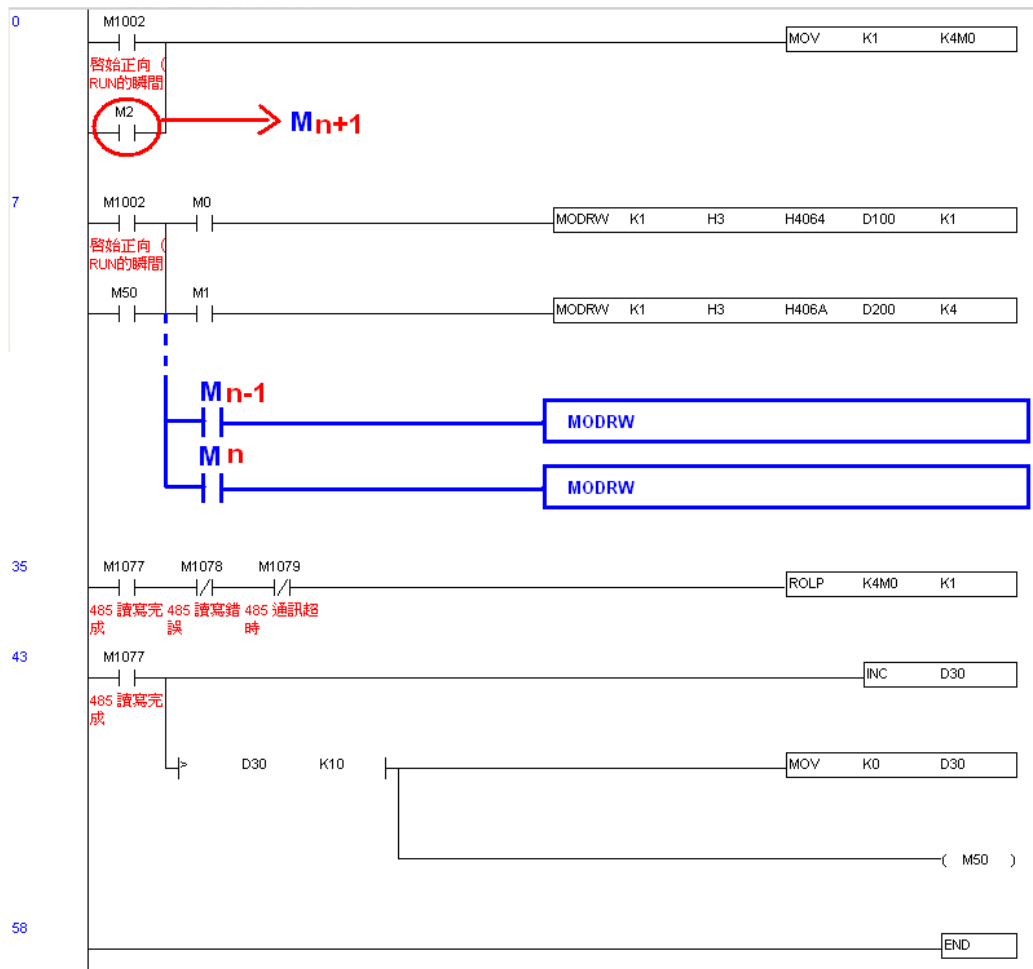 0
M1002
MOV K1 K4M0
啓始正向 (
RUN的瞬間
M2
Mn+1
7
M1002 M0
MODRW K1 H3 H4064 D100 K1
啓始正向 (
RUN的瞬間
M50 M1
MODRW K1 H3 H406A D200 K4
M n-1
MODRW
M n
MODRW
35
M1077 M1078 M1079
ROLP K4M0 K1
485 讀寫完 485 讀寫錯 485 通訊超
成 誤 時
43
M1077
INC D30
485 讀寫完
成
> D30 K10
MOV K0 D30
( M50 )
58
END